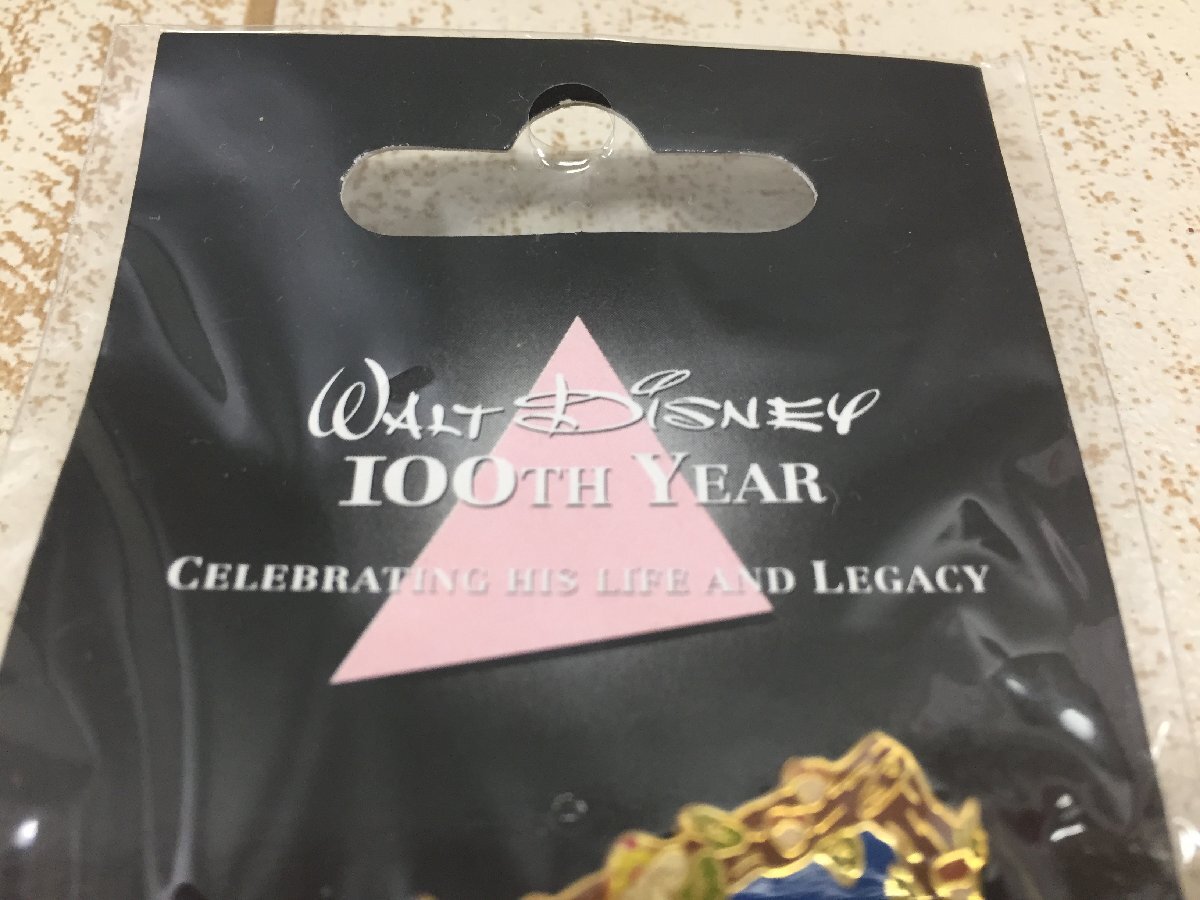 WALT DISNEY
100TH YEAR
CELEBRATING HIS LIFE AND LEGACY